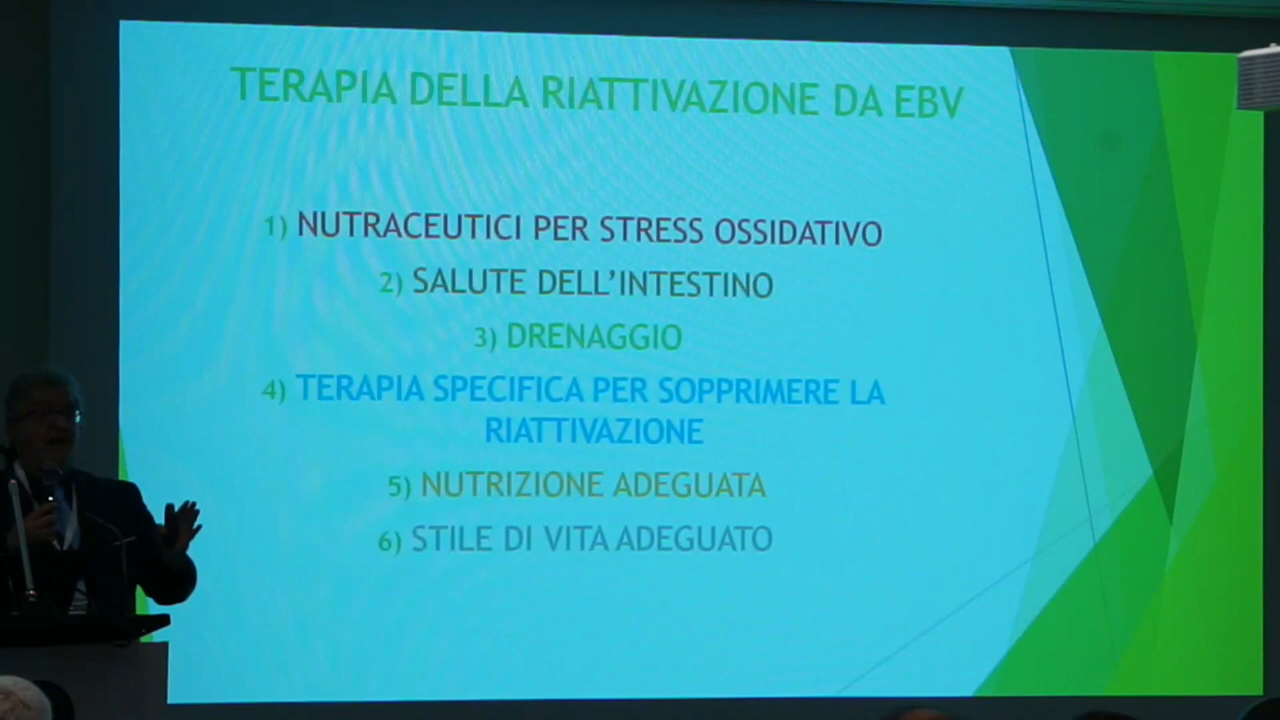 TERAPIA DELLA RIATTIVAZIONE DA EBV
1) NUTRACEUTICI PER STRESS OSSIDATIVO
2) SALUTE DELL’INTESTINO
3) DRENAGGIO
4) TERAPIA SPECIFICA PER SOPPRIMERE LA
RIATTIVAZIONE
5) NUTRIZIONE ADEGUATA
6) STILE DI VITA ADEGUATO